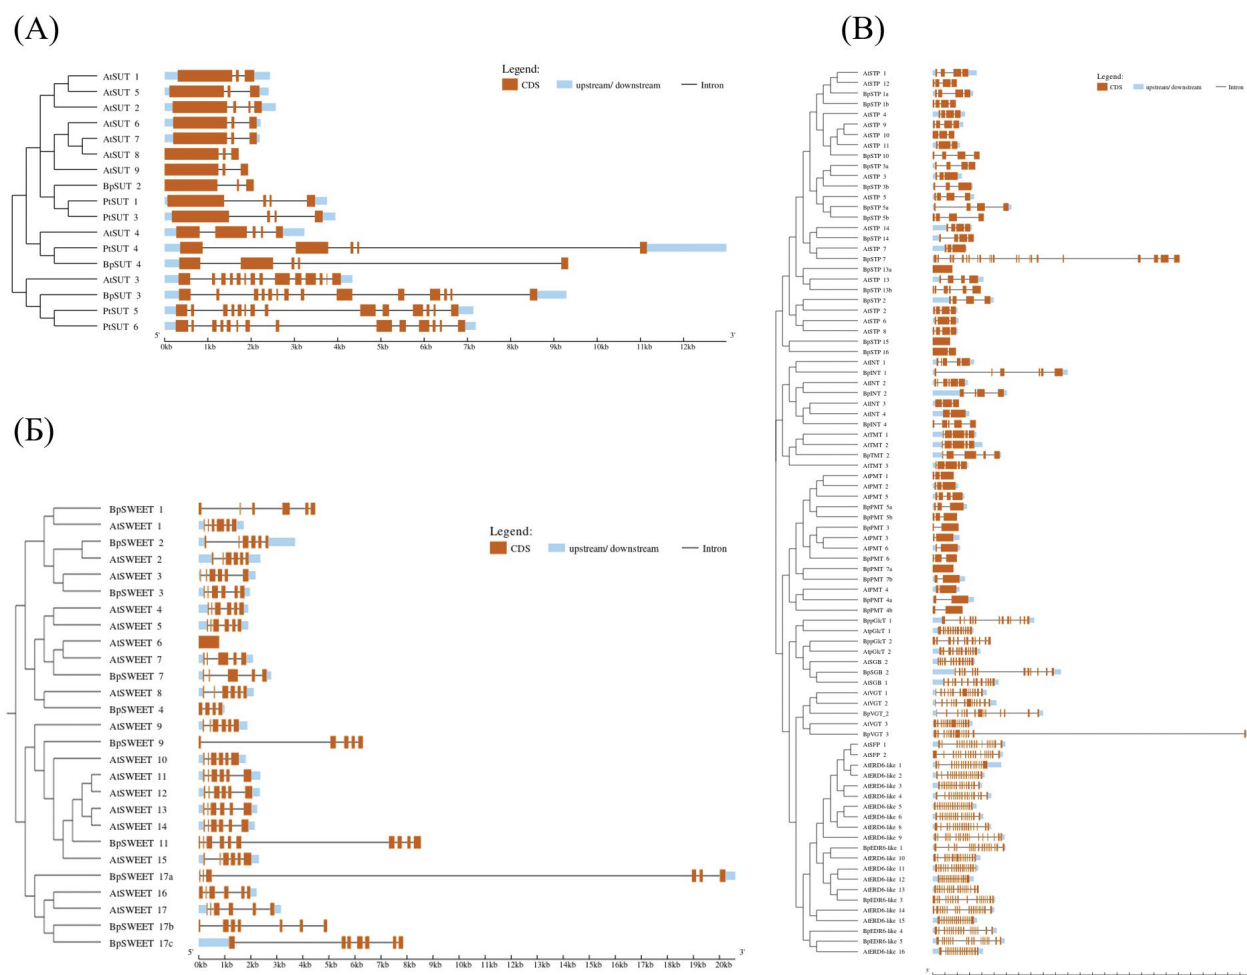 (А)
Legend:
CDS upstream/ downstream Intron
AtSUT 1
AtSUT 5
AtSUT 2
AtSUT 6
AtSUT 7
AtSUT 8
AtSUT 9
BpSUT 2
PtSUT 1
PtSUT 3
AtSUT 4
PtSUT 4
BpSUT 4
AtSUT 3
BpSUT 3
PtSUT 5
PtSUT 6
5' 3'
0kb 1kb 2kb 3kb 4kb 5kb 6kb 7kb 8kb 9kb 10kb 11kb 12kb
(Б)
Legend:
CDS upstream/ downstream Intron
BpSWEET 1
AtSWEET 1
BpSWEET 2
AtSWEET 2
AtSWEET 3
BpSWEET 3
AtSWEET 4
AtSWEET 5
AtSWEET 6
AtSWEET 7
BpSWEET 7
AtSWEET 8
BpSWEET 4
AtSWEET 9
BpSWEET 9
AtSWEET 10
AtSWEET 11
AtSWEET 12
AtSWEET 13
AtSWEET 14
BpSWEET 11
AtSWEET 15
BpSWEET 17a
AtSWEET 16
AtSWEET 17
BpSWEET 17b
BpSWEET 17c
5' 3'
0kb 1kb 2kb 3kb 4kb 5kb 6kb 7kb 8kb 9kb 10kb 11kb 12kb 13kb 14kb 15kb 16kb 17kb 18kb 19kb 20kb
(В)
Legend:
CDS upstream/ downstream Intron
AtSTP 1
AtSTP 12
BpSTP 1a
BpSTP 1b
AtSTP 4
AtSTP 9
AtSTP 10
AtSTP 11
BpSTP 10
BpSTP 3a
AtSTP 3
BpSTP 3b
AtSTP 5
BpSTP 5a
BpSTP 5b
AtSTP 14
BpSTP 14
AtSTP 7
BpSTP 7
BpSTP 13a
AtSTP 13
BpSTP 13b
BpSTP 2
AtSTP 2
AtSTP 6
AtSTP 8
BpSTP 15
BpSTP 16
AtINT 1
BpINT 1
AtINT 2
BpINT 2
AtINT 3
AtINT 4
BpINT 4
AtTMT 1
AtTMT 2
BpTMT 2
AtTMT 3
AtPMT 1
AtPMT 2
AtPMT 5
BpPMT 5a
BpPMT 5b
BpPMT 3
AtPMT 3
AtPMT 6
BpPMT 6
BpPMT 7a
BpPMT 7b
AtPMT 4
BpPMT 4a
BpPMT 4b
BppGlcT 1
AtpGlcT 1
BppGlcT 2
AtpGlcT 2
AtSGB 2
BpSGB 2
AtSGB 1
AtVGT 1
AtVGT 2
BpVGT_2
AtVGT 3
BpVGT 3
AtSFP 1
AtSFP 2
AtERD6-like 1
AtERD6-like 2
AtERD6-like 3
AtERD6-like 4
AtERD6-like 5
AtERD6-like 6
AtERD6-like 8
AtERD6-like 9
BpEDR6-like 1
AtERD6-like 10
AtERD6-like 11
AtERD6-like 12
AtERD6-like 13
BpEDR6-like 3
AtERD6-like 14
AtERD6-like 15
BpEDR6-like 4
BpEDR6-like 5
AtERD6-like 16